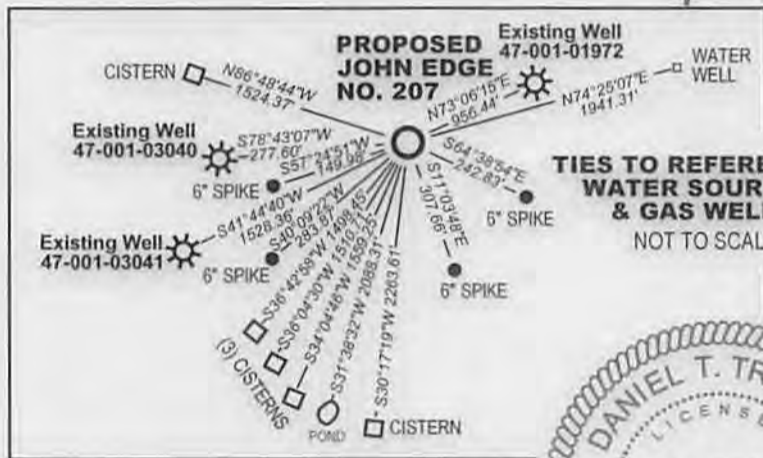 PROPOSED
JOHN EDGE
NO. 207
Existing Well
47-001-01972
WATER
WELL
CISTERN
N86°48'44"W
1524.37'
N73°06'15"E
956.44'
N74°25'07"E
1941.31'
Existing Well
47-001-03040
S78°43'07"W
277.60'
S57°24'51"W
149.98'
6" SPIKE
S64°38'54"E
242.83'
6" SPIKE
S11°03'48"E
307.66'
6" SPIKE
Existing Well
47-001-03041
S41°44'40"W
1528.36'
S40°09'22"W
283.87'
6" SPIKE
S36°42'58"W 1498.45'
S36°04'30"W 1510.71'
S34°04'46"W 1599.25'
(3) CISTERNS
S31°38'32"W 2088.31'
POND
S30°17'19"W 2263.61'
CISTERN
TIES TO REFERE
WATER SOUR
& GAS WEL
NOT TO SCAL
DANIEL T. TR
LICENSE